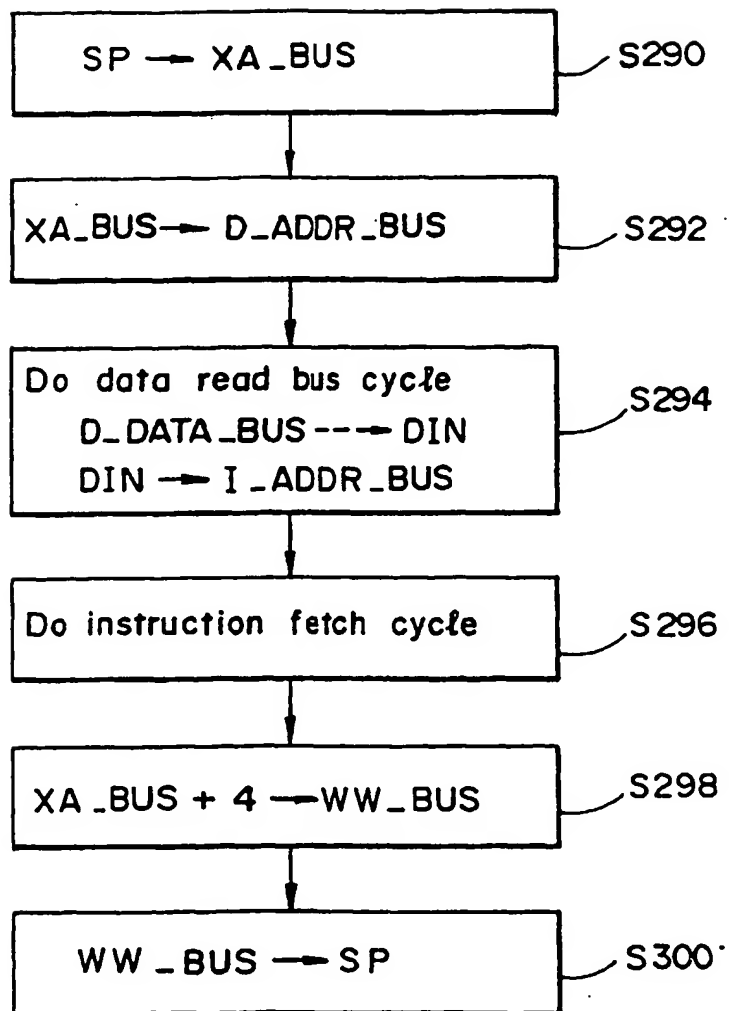 SP → XA_BUS
S290
XA_BUS → D_ADDR_BUS
S292
Do data read bus cycle
D_DATA_BUS ---→ DIN
DIN → I_ADDR_BUS
S294
Do instruction fetch cycle
S296
XA_BUS + 4 → WW_BUS
S298
WW_BUS → SP
S300